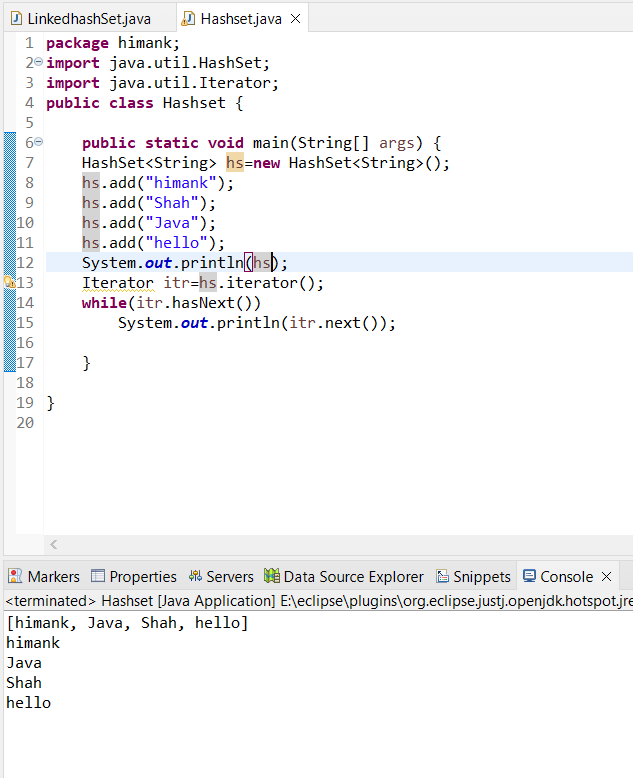 LinkedhashSet.java Hashset.java
1 package himank;
2 import java.util.HashSet;
3 import java.util.Iterator;
4 public class Hashset {
5
6 public static void main(String[] args) {
7 HashSet<String> hs=new HashSet<String>();
8 hs.add("himank");
9 hs.add("Shah");
10 hs.add("Java");
11 hs.add("hello");
12 System.out.println(hs);
13 Iterator itr=hs.iterator();
14 while(itr.hasNext())
15 System.out.println(itr.next());
16
17 }
18
19 }
20
Markers Properties Servers Data Source Explorer Snippets Console
<terminated> Hashset [Java Application] E:\eclipse\plugins\org.eclipse.justj.openjdk.hotspot.jre
[himank, Java, Shah, hello]
himank
Java
Shah
hello